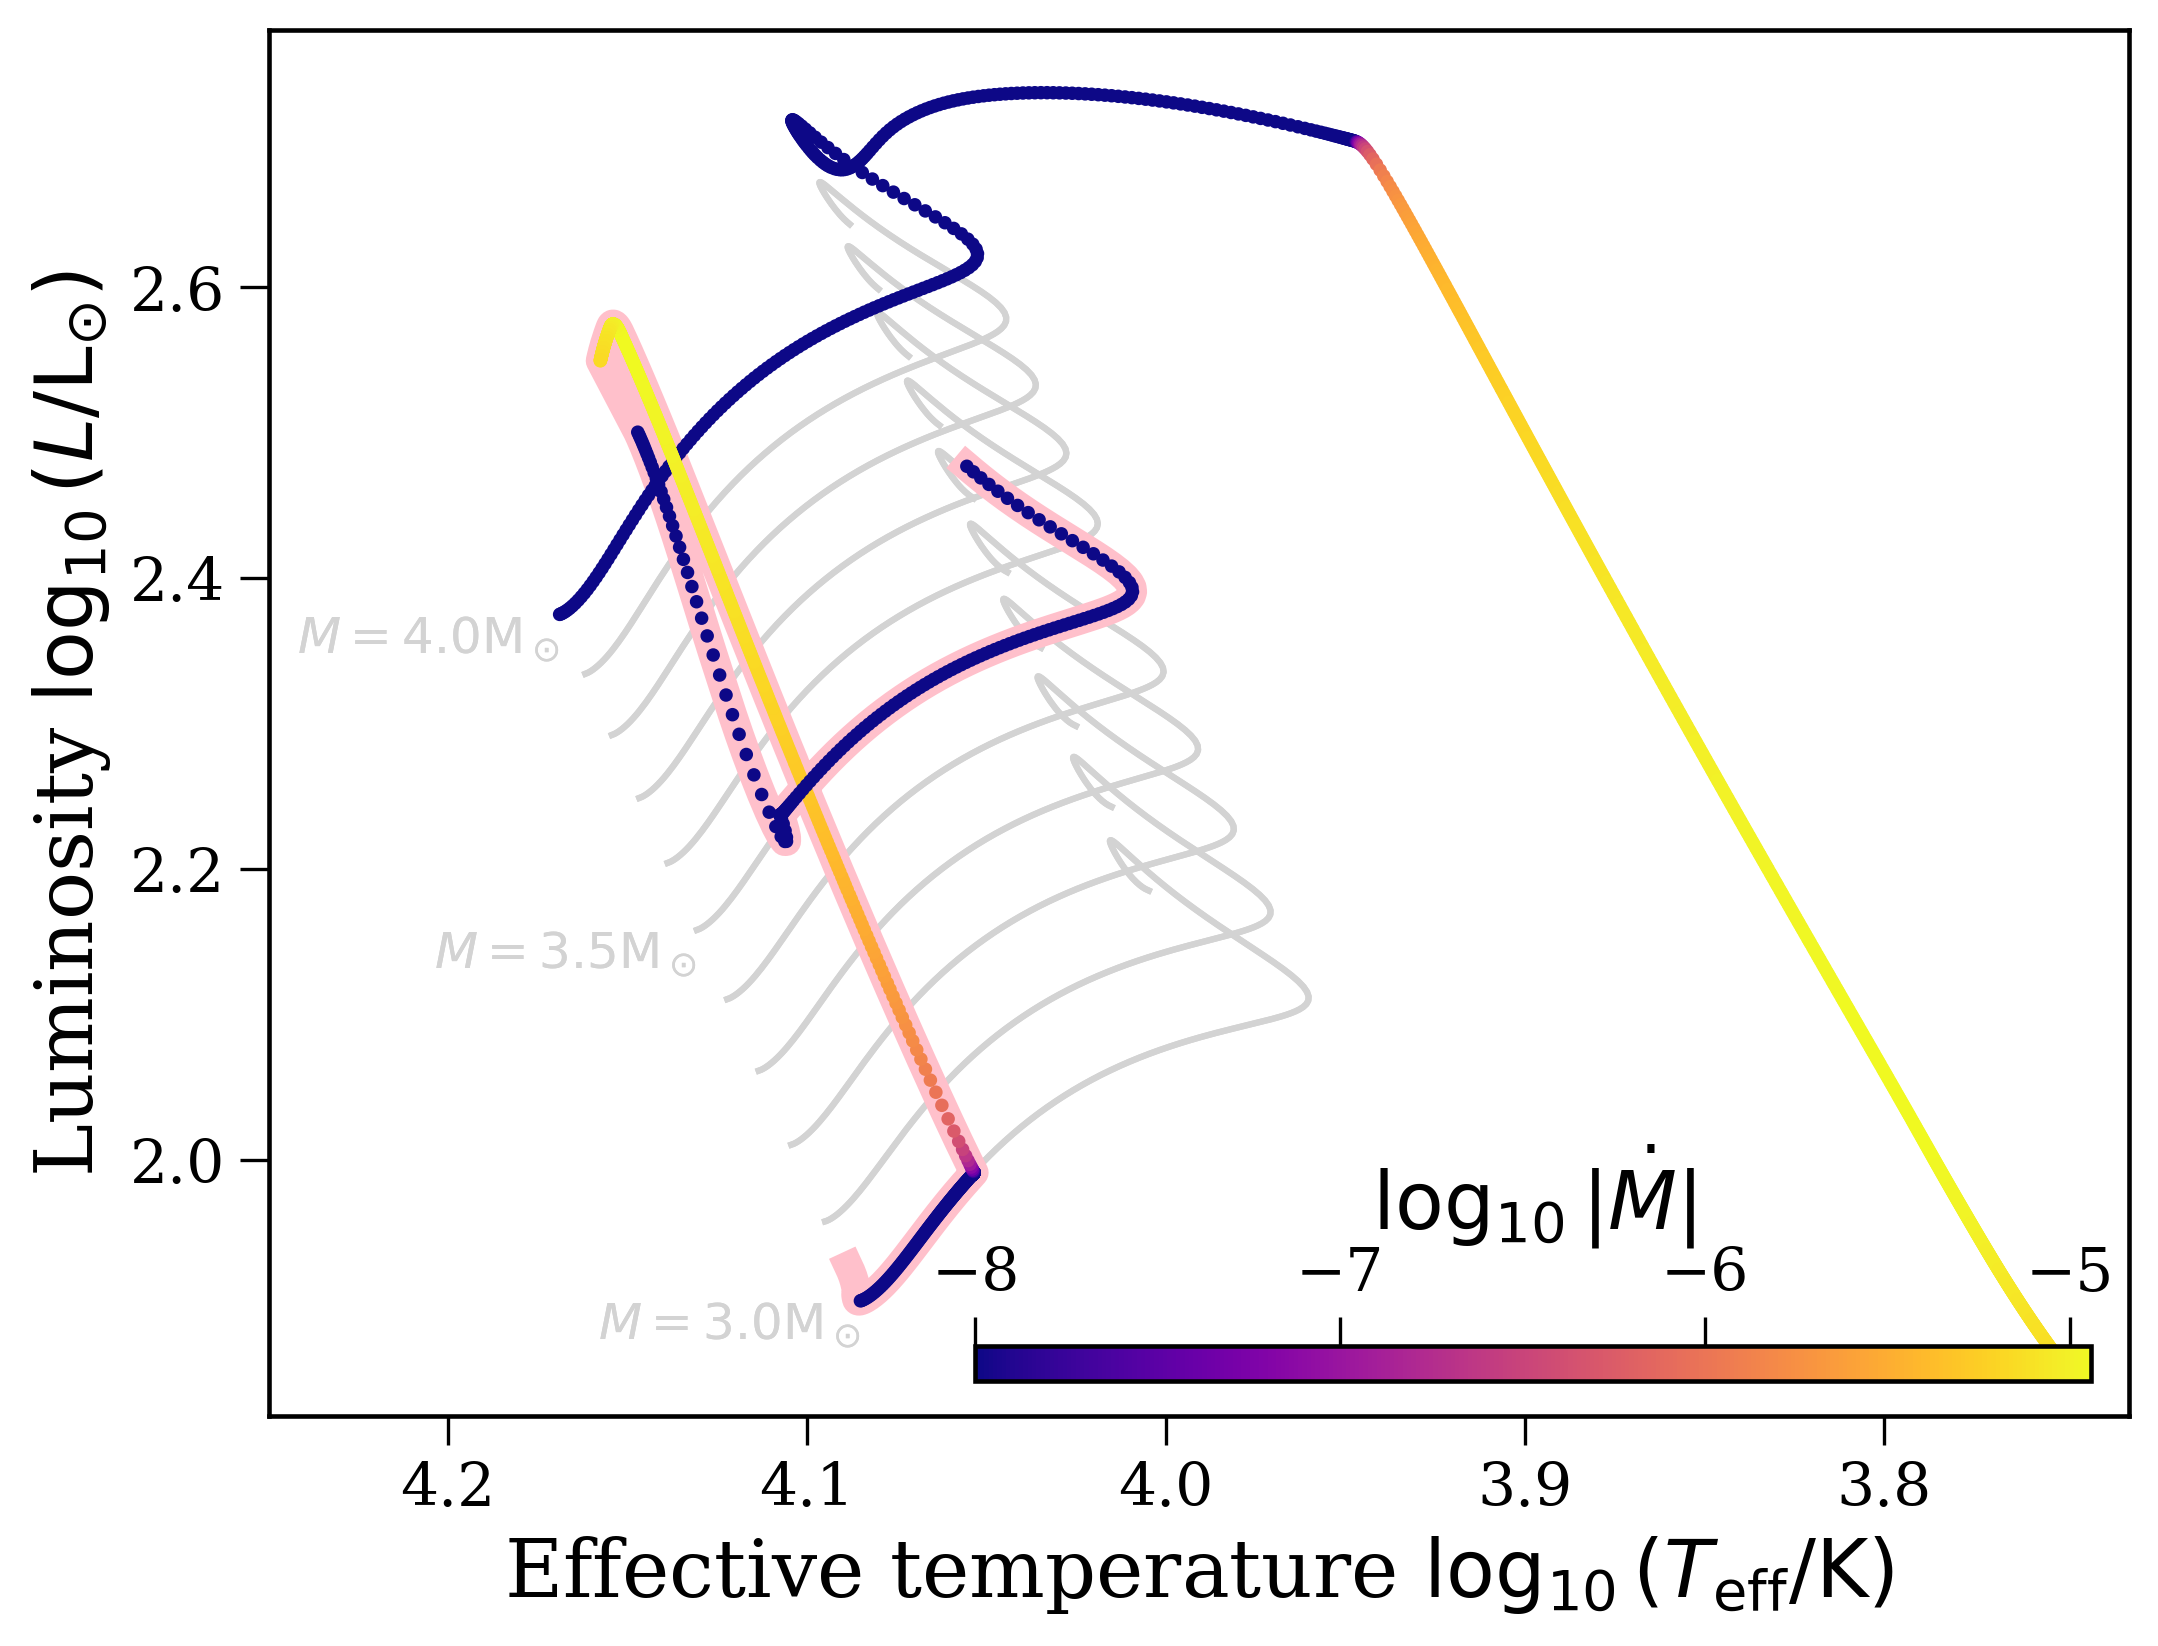 Luminosity log₁₀ (L/L⊙)
2.6
2.4
2.2
2.0
M = 4.0M⊙
M = 3.5M⊙
M = 3.0M⊙
log₁₀ |Ṁ|
−8 −7 −6 −5
4.2 4.1 4.0 3.9 3.8
Effective temperature log₁₀ (T_eff/K)